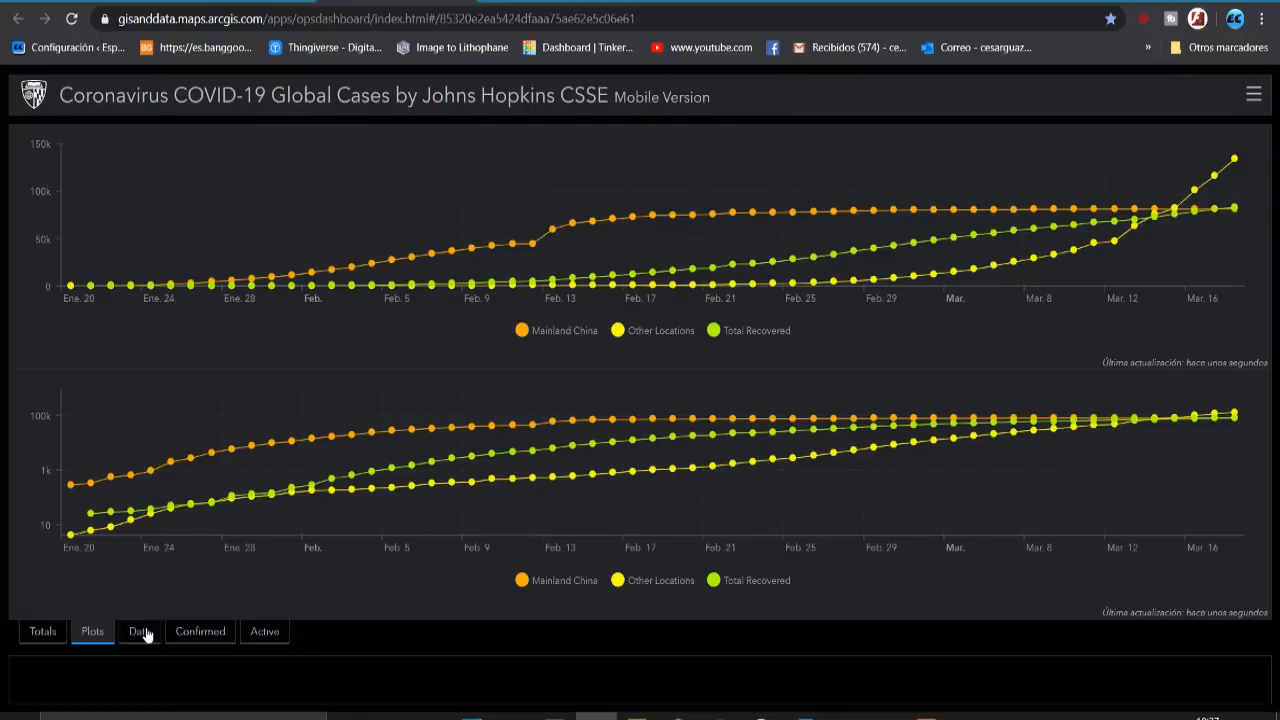 gisanddata.maps.arcgis.com/apps/opsdashboard/index.html#/85320e2ea5424dfaaa75ae62e5c06e61
Configuración ‹ Esp... https://es.banggoo... Thingiverse - Digita... Image to Lithophane Dashboard | Tinker... www.youtube.com Recibidos (574) - ce... Correo - cesarguaz... » Otros marcadores
Coronavirus COVID-19 Global Cases by Johns Hopkins CSSE Mobile Version
150k
100k
50k
0
Ene. 20 Ene. 24 Ene. 28 Feb. Feb. 5 Feb. 9 Feb. 13 Feb. 17 Feb. 21 Feb. 25 Feb. 29 Mar. Mar. 8 Mar. 12 Mar. 16
Mainland China Other Locations Total Recovered
Última actualización: hace unos segundos
100k
1k
10
Ene. 20 Ene. 24 Ene. 28 Feb. Feb. 5 Feb. 9 Feb. 13 Feb. 17 Feb. 21 Feb. 25 Feb. 29 Mar. Mar. 8 Mar. 12 Mar. 16
Mainland China Other Locations Total Recovered
Última actualización: hace unos segundos
Totals Plots Confirmed Active